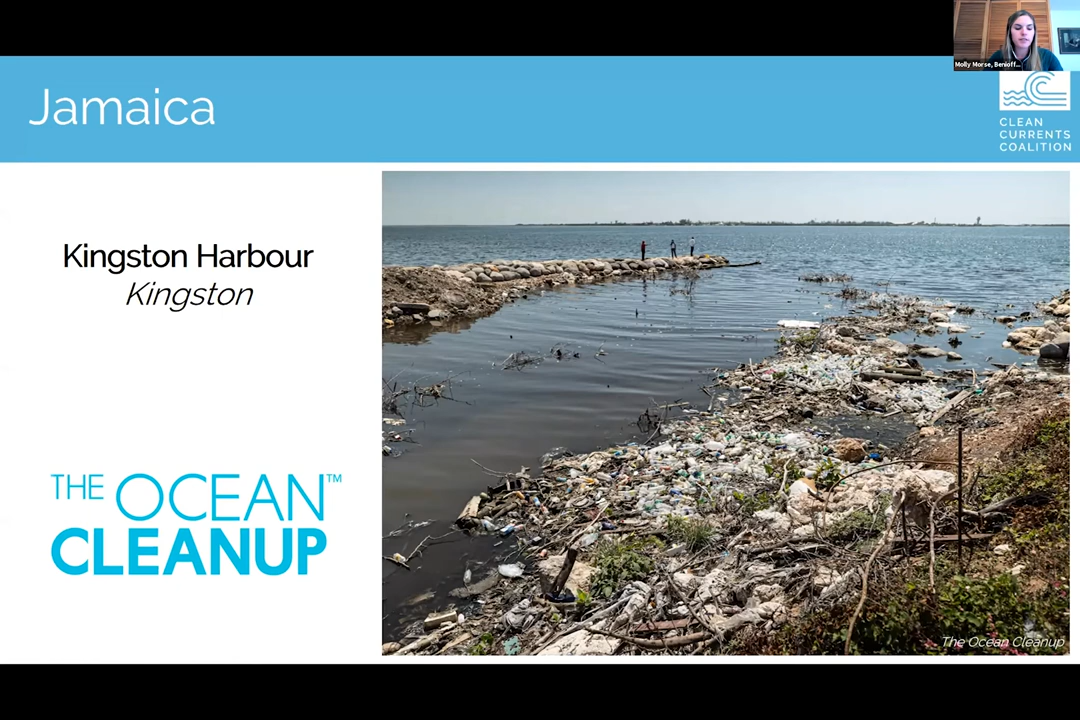 Molly Morse, Benioff...
Jamaica
CLEAN
CURRENTS
COALITION
Kingston Harbour
Kingston
THE OCEAN™
CLEANUP
The Ocean Cleanup